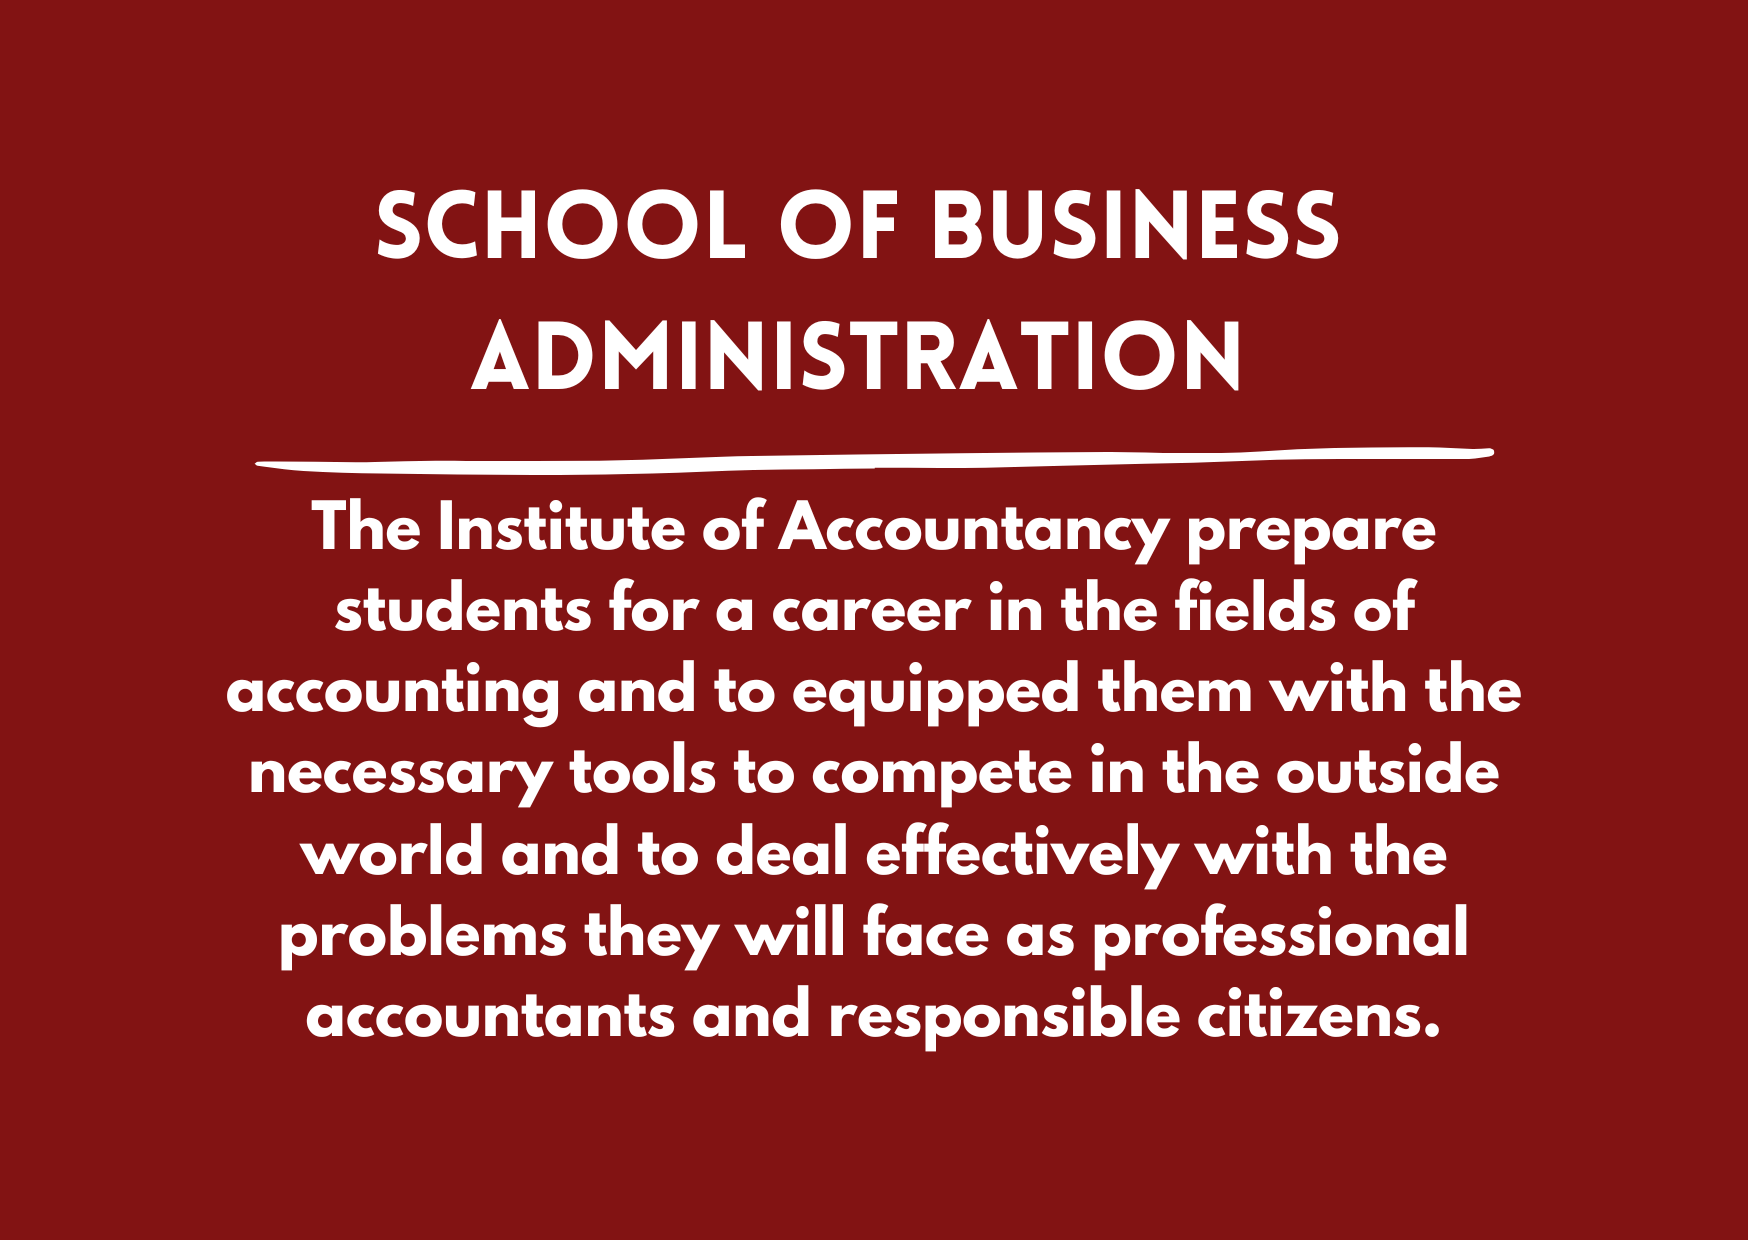 SCHOOL OF BUSINESS
ADMINISTRATION
The Institute of Accountancy prepare
students for a career in the fields of
accounting and to equipped them with the
necessary tools to compete in the outside
world and to deal effectively with the
problems they will face as professional
accountants and responsible citizens.